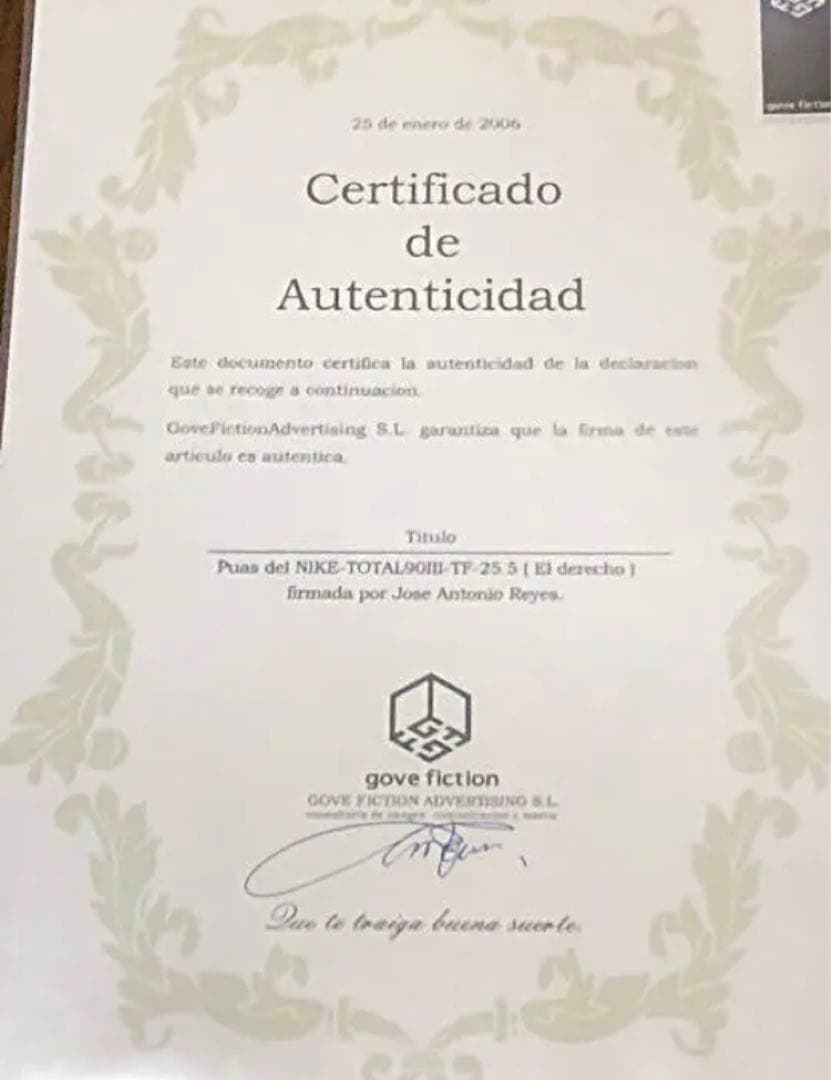 gove fiction
25 de enero de 2006
Certificado
de
Autenticidad
Este documento certifica la autenticidad de la declaracion
que se recoge a continuacion.
GoveFictionAdvertising S.L. garantiza que la firma de este
articulo es autentica.
Titulo
Puas del NIKE-TOTAL90III-TF-25.5 ( El derecho )
firmada por Jose Antonio Reyes.
gove fiction
GOVE FICTION ADVERTISING S.L.
Que te traiga buena suerte.